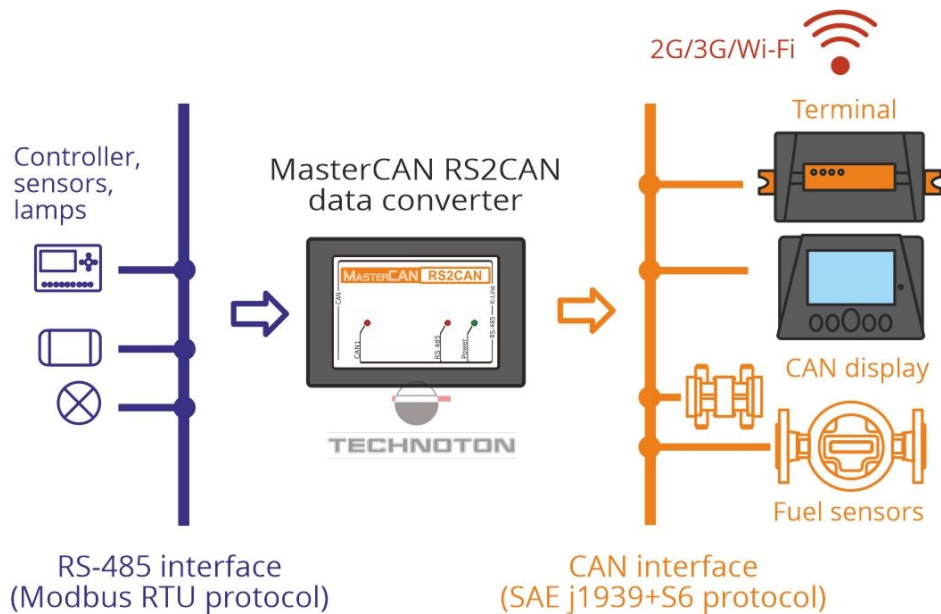 2G/3G/Wi-Fi
Terminal
Controller,
sensors,
lamps
MasterCAN RS2CAN
data converter
MASTERCAN RS2CAN
CAN
K-Line
RS-485
CAN1
RS 485
Power
CAN display
TECHNOTON
Fuel sensors
RS-485 interface
(Modbus RTU protocol)
CAN interface
(SAE j1939+S6 protocol)